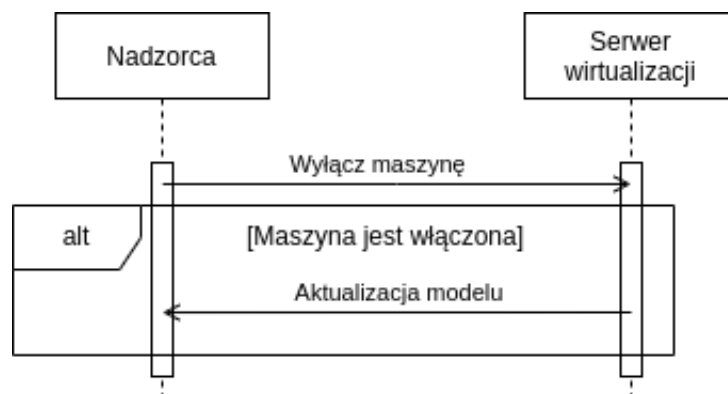 Nadzorca
Serwer
wirtualizacji
Wyłącz maszynę
alt
[Maszyna jest włączona]
Aktualizacja modelu